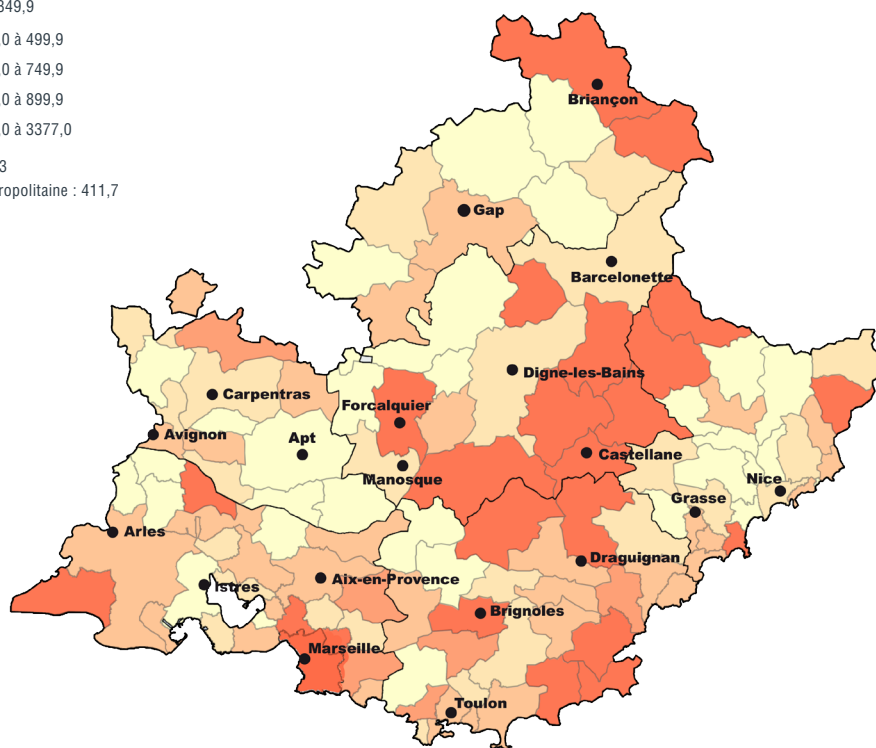 349,9
,0 à 499,9
,0 à 749,9
,0 à 899,9
,0 à 3377,0
3
ropolitaine : 411,7
Briançon
Gap
Barcelonette
Digne-les-Bains
Carpentras
Forcalquier
Avignon
Apt
Castellane
Manosque
Nice
Grasse
Arles
Draguignan
Istres
Aix-en-Provence
Brignoles
Marseille
Toulon